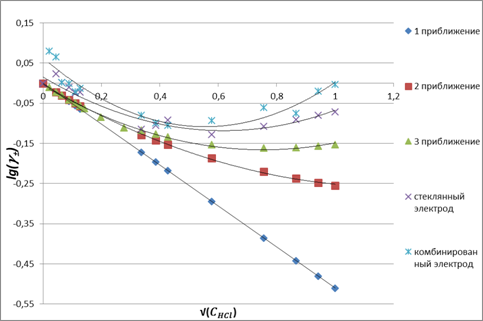 0,15
0,05
-0,05
-0,15
-0,25
-0,35
-0,45
-0,55
0
0,2
0,4
0,6
0,8
1
1,2
lg(γ±)
√(C_HCl)
1 приближение
2 приближение
3 приближение
стеклянный
электрод
комбинирован
ный электрод